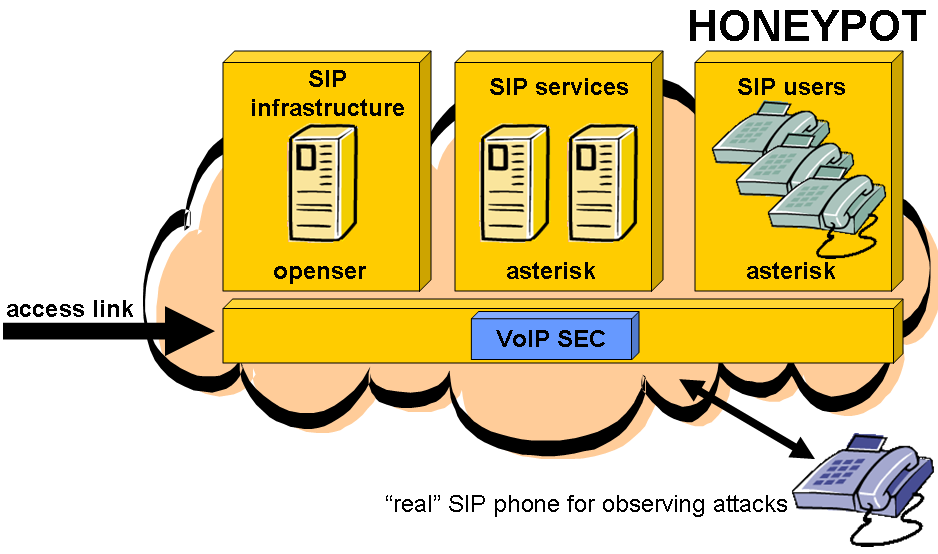 HONEYPOT
SIP
infrastructure
openser
SIP services
asterisk
SIP users
asterisk
access link
VoIP SEC
“real” SIP phone for observing attacks